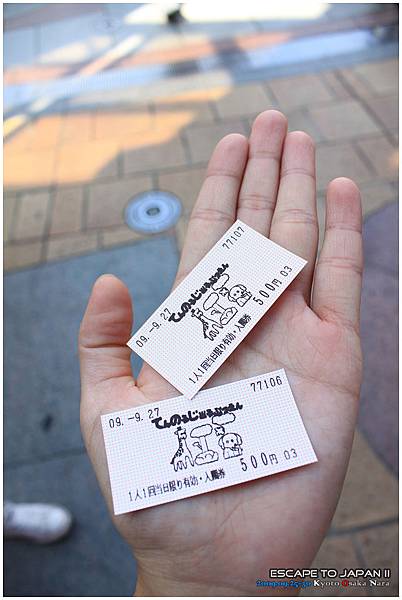 77107
09.-9.27
てんのうじどうぶつえん
500円 03
1人1回当日限り有効・入園券
77106
09.-9.27
てんのうじどうぶつえん
500円 03
1人1回当日限り有効・入園券
ESCAPE TO JAPAN II
Kyoto Osaka Nara